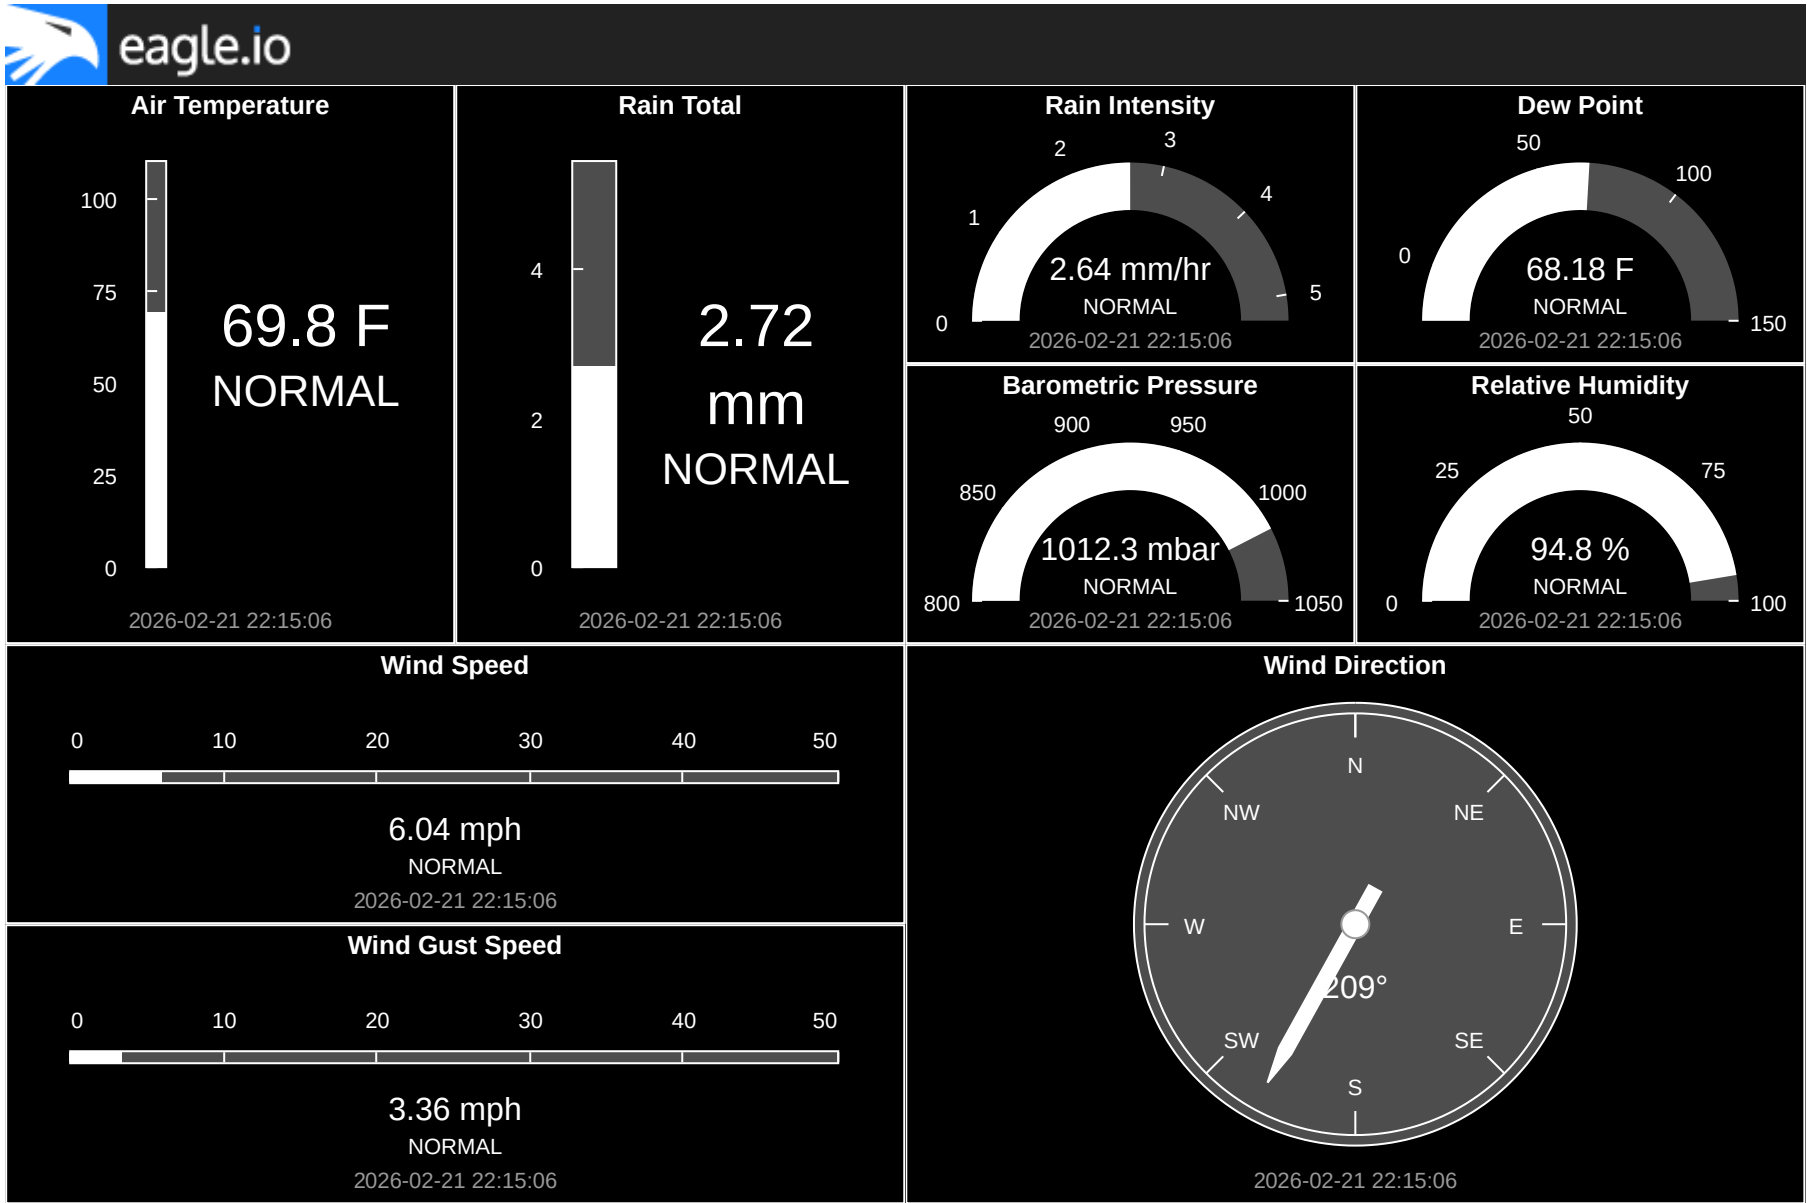 eagle.io
Air Temperature
100
75
50
25
0
69.8 F
NORMAL
2026-02-21 22:15:06
Rain Total
4
2
0
2.72
mm
NORMAL
2026-02-21 22:15:06
Rain Intensity
0 1 2 3 4 5
2.64 mm/hr
NORMAL
2026-02-21 22:15:06
Dew Point
0 50 100 150
68.18 F
NORMAL
2026-02-21 22:15:06
Barometric Pressure
800 850 900 950 1000 1050
1012.3 mbar
NORMAL
2026-02-21 22:15:06
Relative Humidity
0 25 50 75 100
94.8 %
NORMAL
2026-02-21 22:15:06
Wind Speed
0 10 20 30 40 50
6.04 mph
NORMAL
2026-02-21 22:15:06
Wind Gust Speed
0 10 20 30 40 50
3.36 mph
NORMAL
2026-02-21 22:15:06
Wind Direction
N
NW NE
W E
209°
SW SE
S
2026-02-21 22:15:06